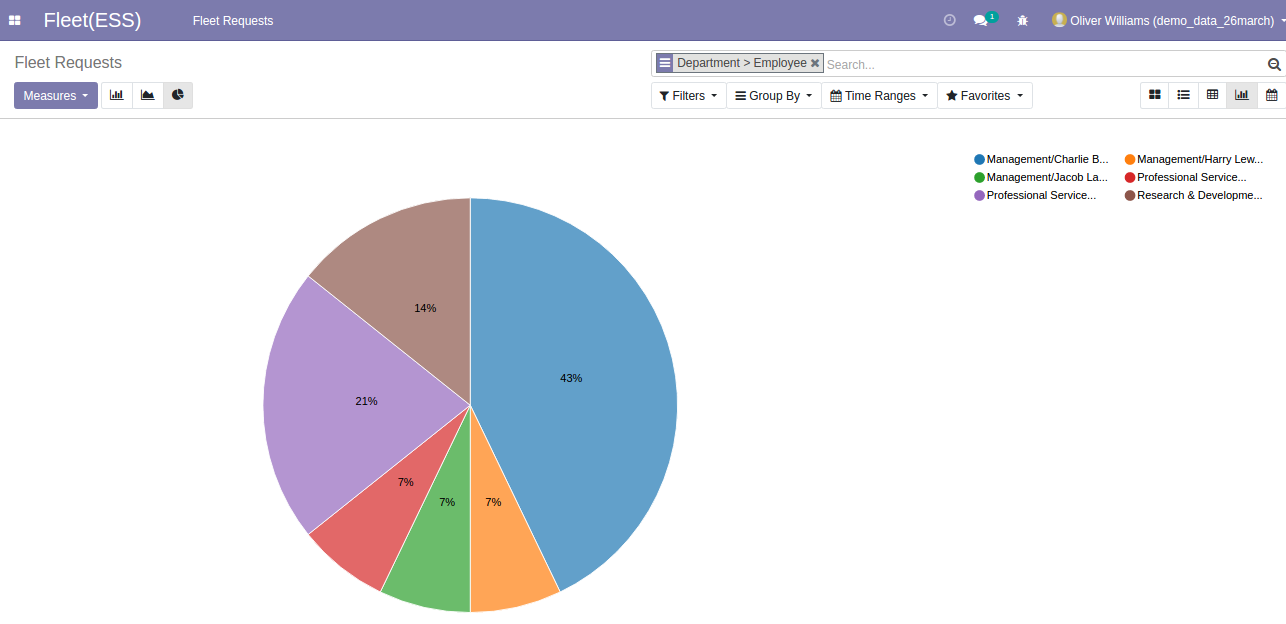 Fleet(ESS) Fleet Requests 1 Oliver Williams (demo_data_26march)
Fleet Requests
Department > Employee Search...
Measures Filters Group By Time Ranges Favorites
Management/Charlie B... Management/Harry Lew...
Management/Jacob La... Professional Service...
Professional Service... Research & Developme...
14%
43%
21%
7%
7% 7%